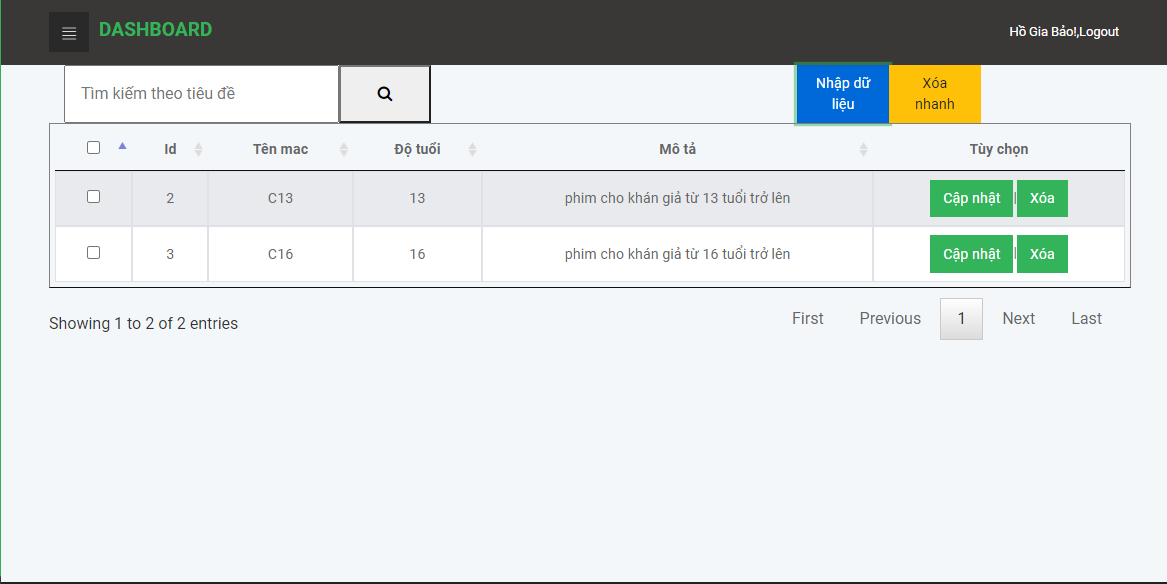 DASHBOARD
Hồ Gia Bảo!,Logout
Tìm kiếm theo tiêu đề
Nhập dữ
liệu
Xóa
nhanh
Id Tên mac Độ tuổi Mô tả Tùy chọn
2 C13 13 phim cho khán giả từ 13 tuổi trở lên Cập nhật | Xóa
3 C16 16 phim cho khán giả từ 16 tuổi trở lên Cập nhật | Xóa
Showing 1 to 2 of 2 entries
First Previous 1 Next Last